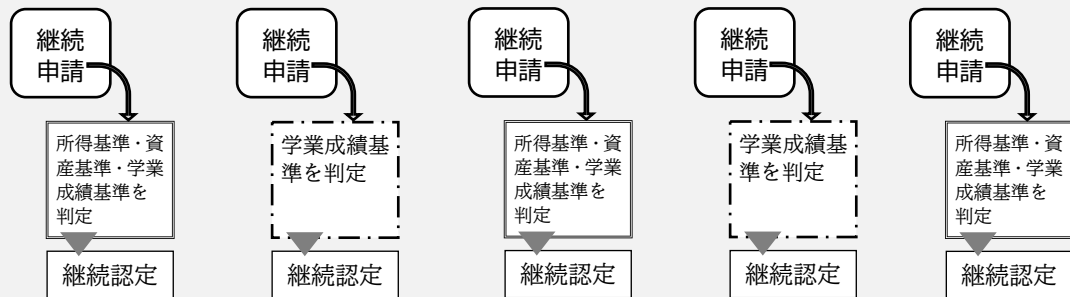 継続
申請
所得基準・資
産基準・学業
成績基準を
判定
継続認定
継続
申請
学業成績基
準を判定
継続認定
継続
申請
所得基準・資
産基準・学業
成績基準を
判定
継続認定
継続
申請
学業成績基
準を判定
継続認定
継続
申請
所得基準・資
産基準・学業
成績基準を
判定
継続認定